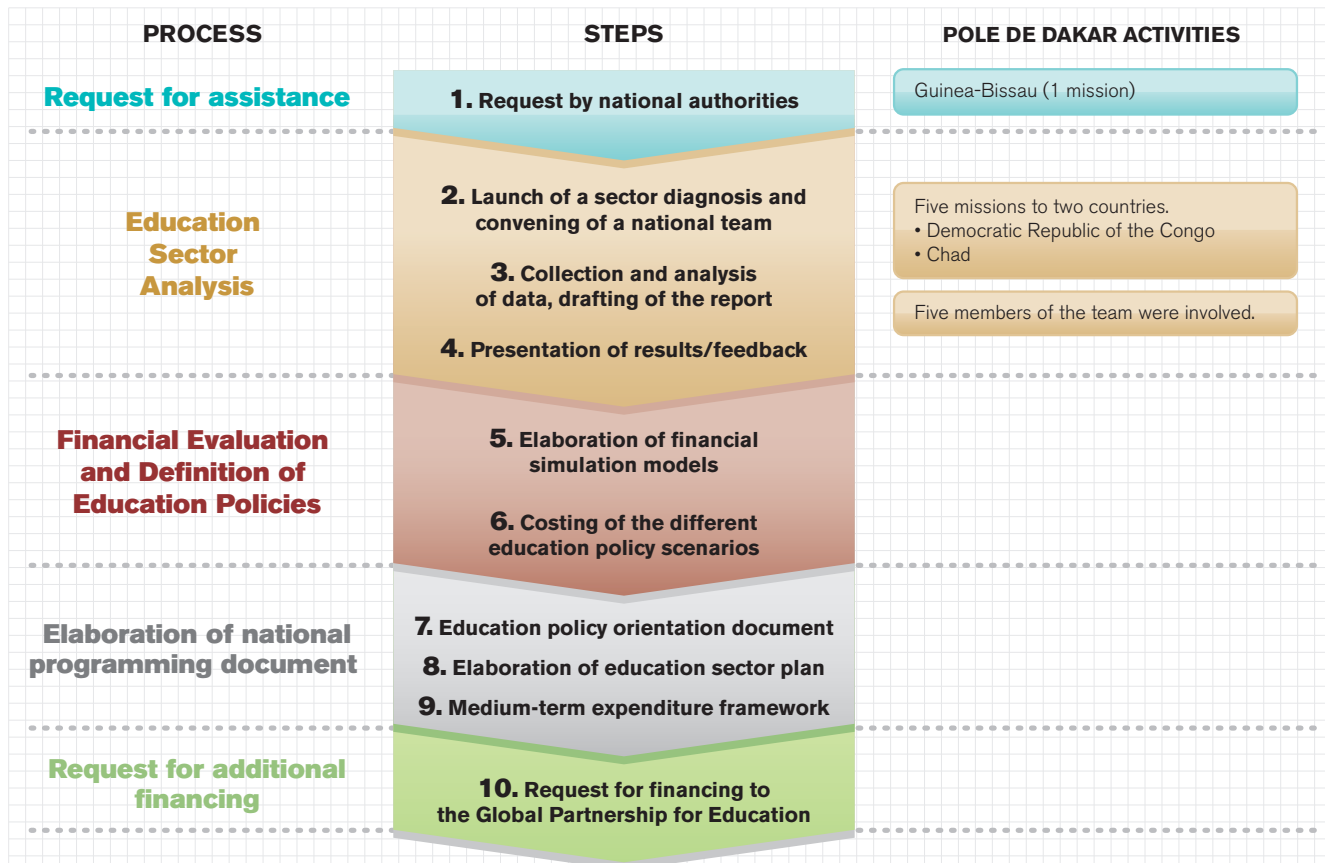 PROCESS
STEPS
POLE DE DAKAR ACTIVITIES
Request for assistance
1. Request by national authorities
Guinea-Bissau (1 mission)
Education
Sector
Analysis
2. Launch of a sector diagnosis and
convening of a national team
3. Collection and analysis
of data, drafting of the report
4. Presentation of results/feedback
Five missions to two countries.
• Democratic Republic of the Congo
• Chad
Five members of the team were involved.
Financial Evaluation
and Definition of
Education Policies
5. Elaboration of financial
simulation models
6. Costing of the different
education policy scenarios
Elaboration of national
programming document
7. Education policy orientation document
8. Elaboration of education sector plan
9. Medium-term expenditure framework
Request for additional
financing
10. Request for financing to
the Global Partnership for Education